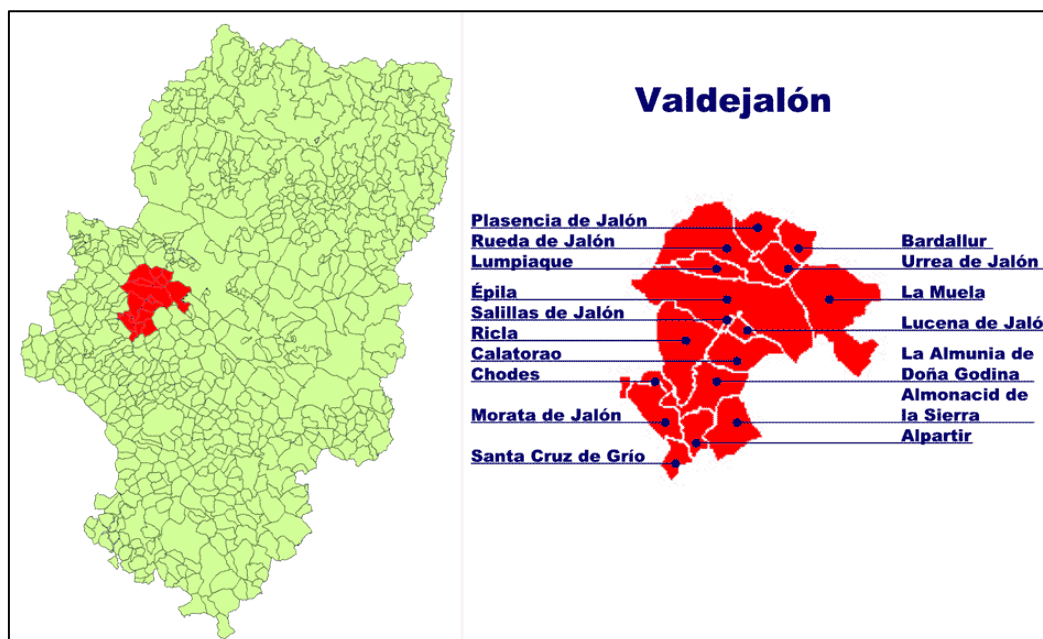 Valdejalón
Plasencia de Jalón
Rueda de Jalón
Lumpiaque
Épila
Salillas de Jalón
Ricla
Calatorao
Chodes
Morata de Jalón
Santa Cruz de Grío
Bardallur
Urrea de Jalón
La Muela
Lucena de Jaló
La Almunia de
Doña Godina
Almonacid de
la Sierra
Alpartir